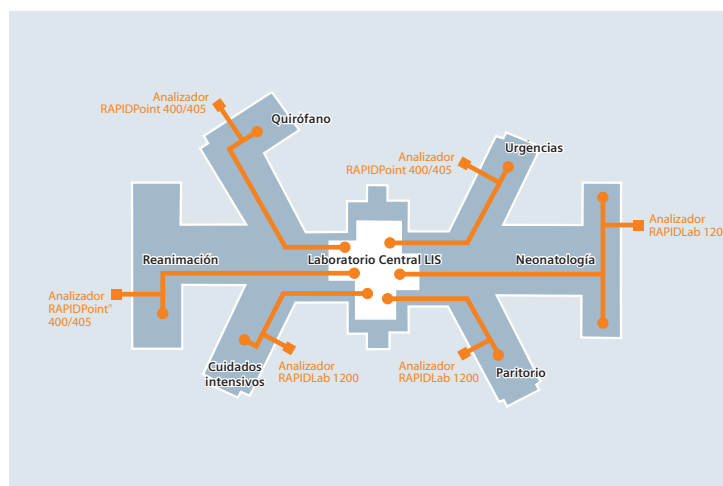 Analizador
RAPIDPoint 400/405
Quirófano
Urgencias
Analizador
RAPIDPoint 400/405
Analizador
RAPIDLab 120
Reanimación
Laboratorio Central LIS
Neonatología
Analizador
RAPIDPoint®
400/405
Cuidados
intensivos
Analizador
RAPIDLab 1200
Analizador
RAPIDLab 1200
Paritorio